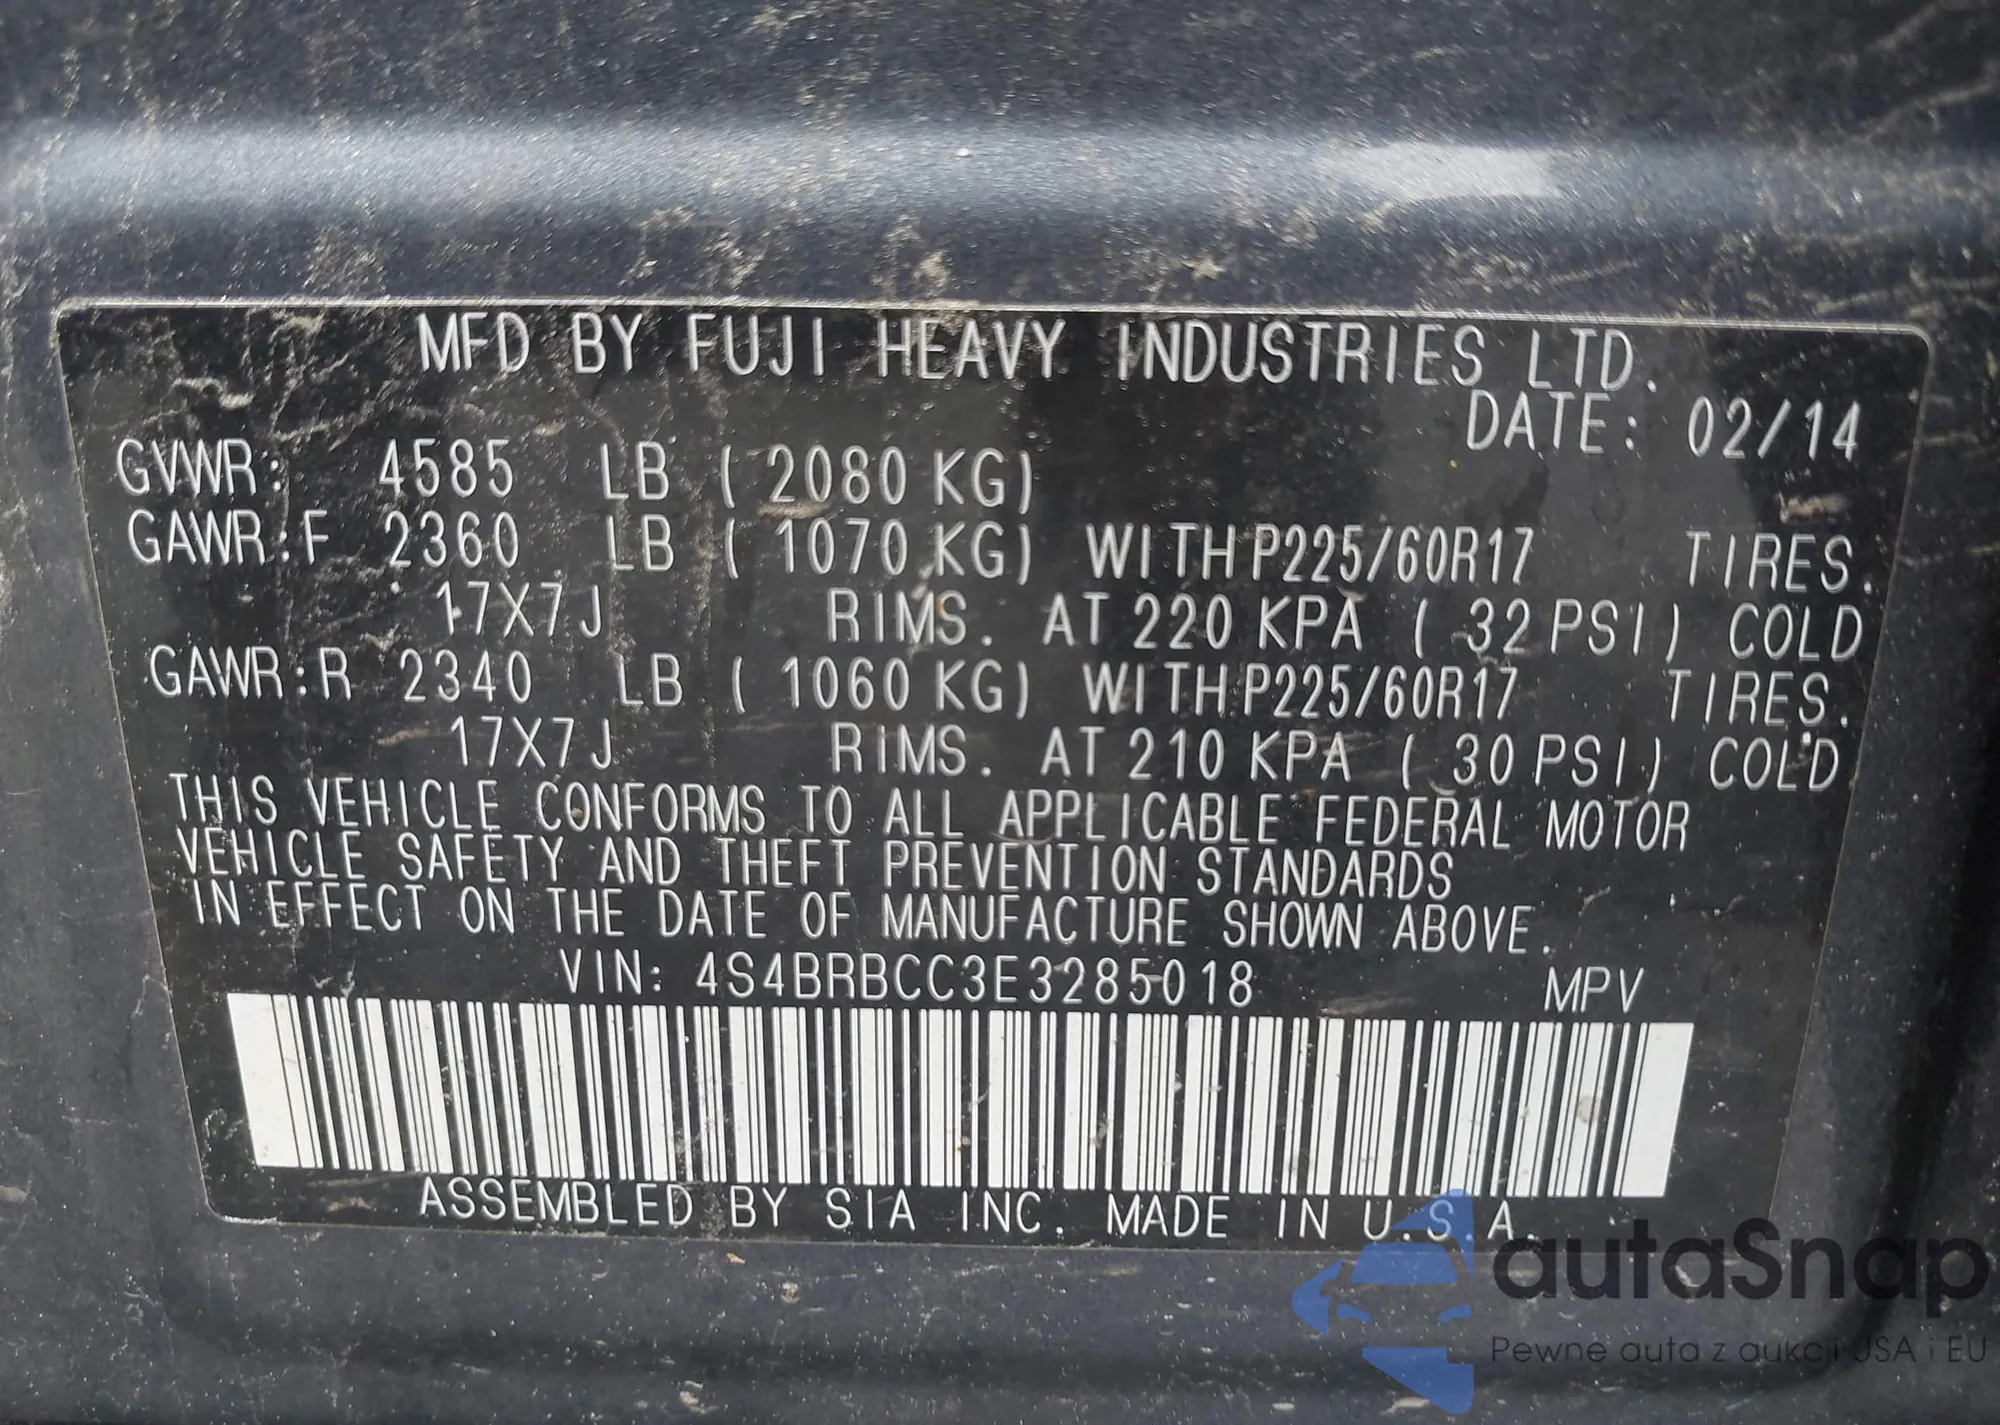 MFD BY FUJI HEAVY INDUSTRIES LTD.
DATE: 02/14
GVWR: 4585 LB (2080 KG)
GAWR:F 2360 LB (1070 KG) WITH P225/60R17 TIRES.
17X7J RIMS. AT 220 KPA (32 PSI) COLD
GAWR:R 2340 LB (1060 KG) WITH P225/60R17 TIRES.
17X7J RIMS. AT 210 KPA (30 PSI) COLD
THIS VEHICLE CONFORMS TO ALL APPLICABLE FEDERAL MOTOR
VEHICLE SAFETY AND THEFT PREVENTION STANDARDS
IN EFFECT ON THE DATE OF MANUFACTURE SHOWN ABOVE.
VIN: 4S4BRBCC3E3285018 MPV
ASSEMBLED BY SIA INC. MADE IN U.S.A.
autaSnap
Pewne auta z aukcji USA i EU